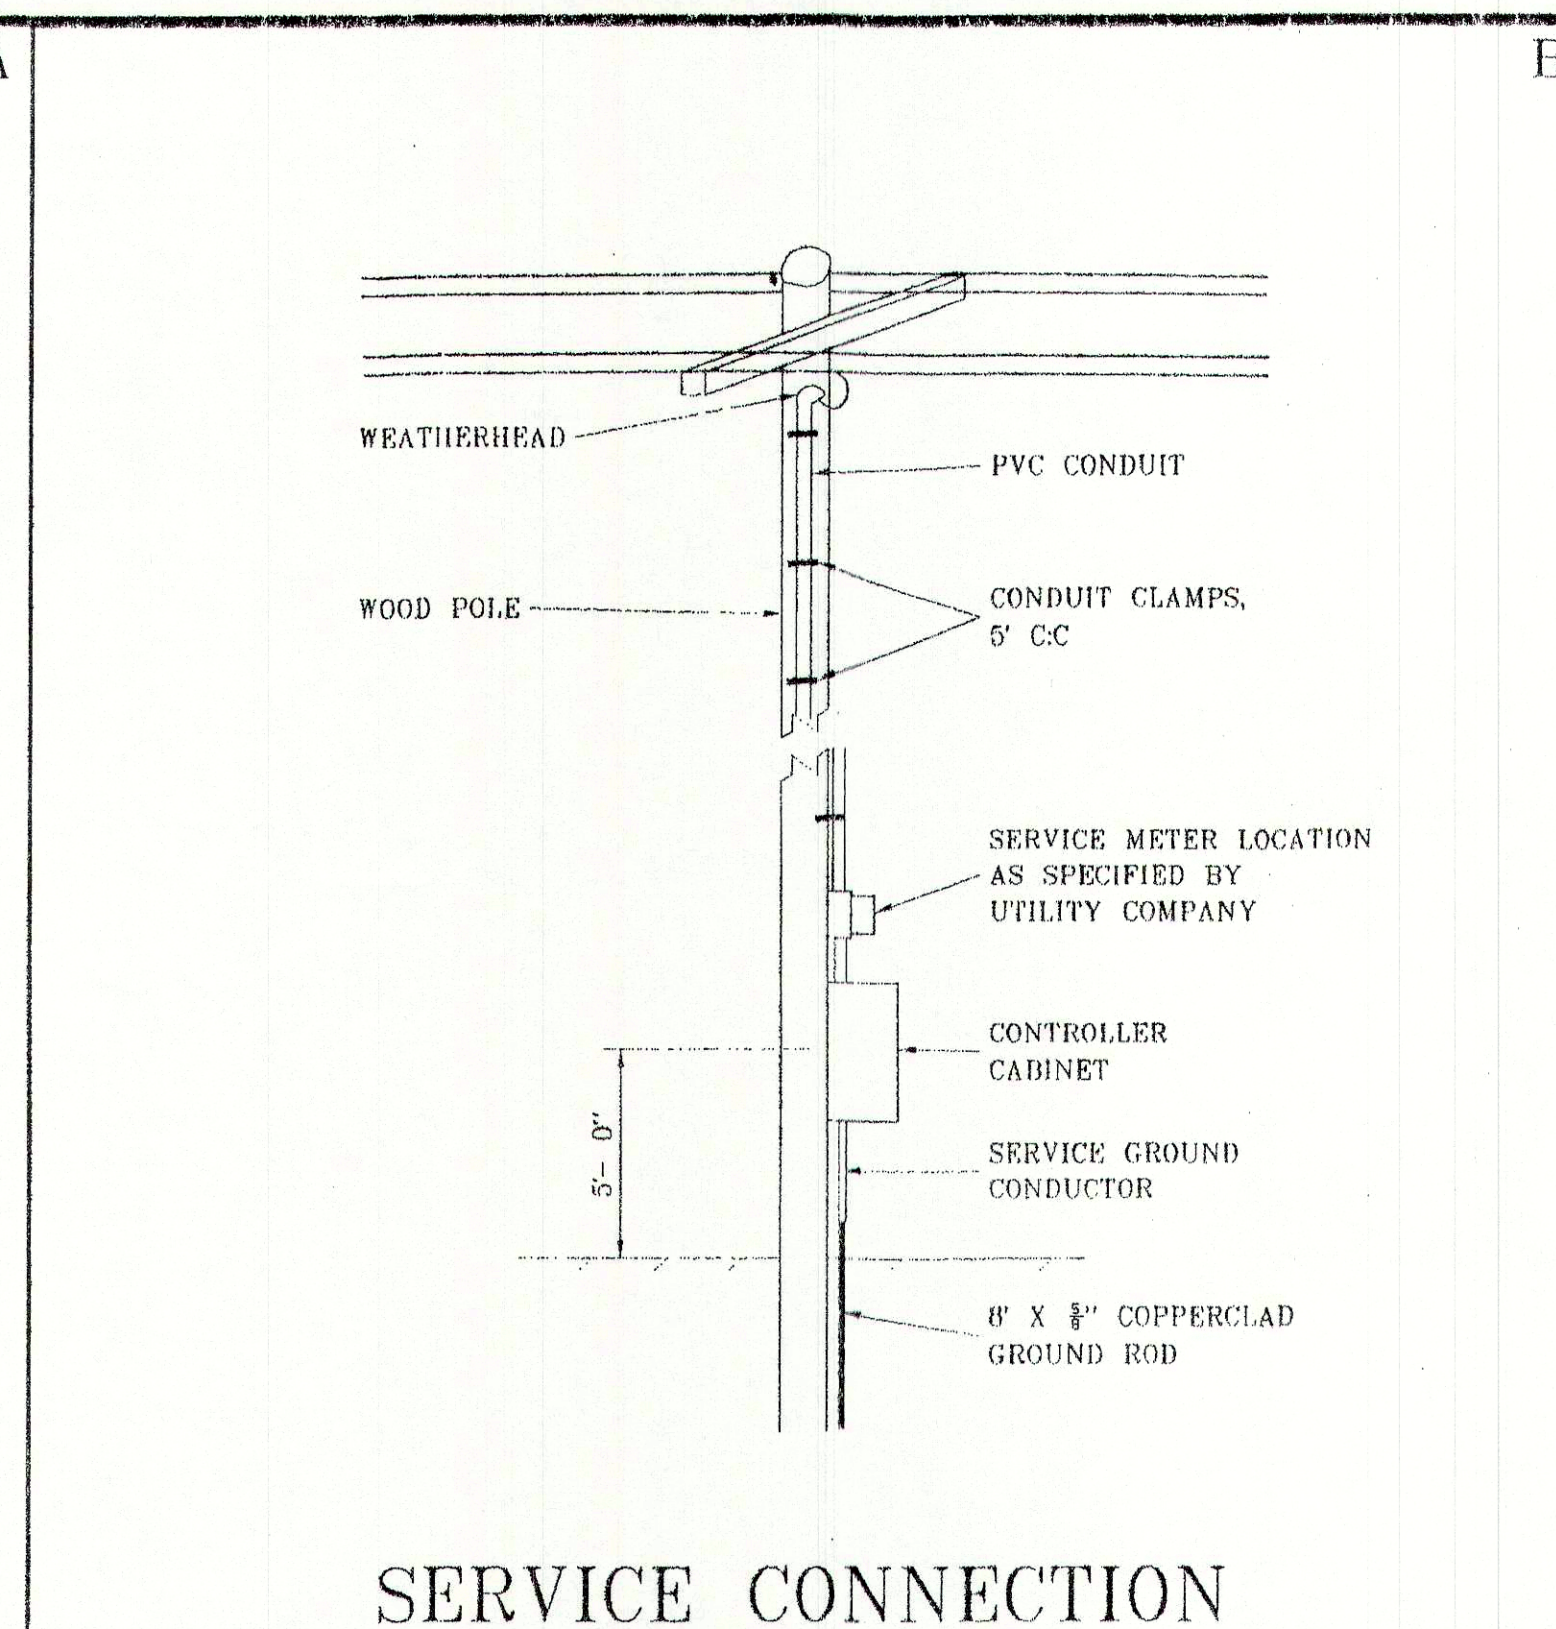 A
WEATHERHEAD
PVC CONDUIT
WOOD POLE
CONDUIT CLAMPS,
5' C:C
SERVICE METER LOCATION
AS SPECIFIED BY
UTILITY COMPANY
CONTROLLER
CABINET
5'- 0"
SERVICE GROUND
CONDUCTOR
8' X 5/8" COPPERCLAD
GROUND ROD
SERVICE CONNECTION